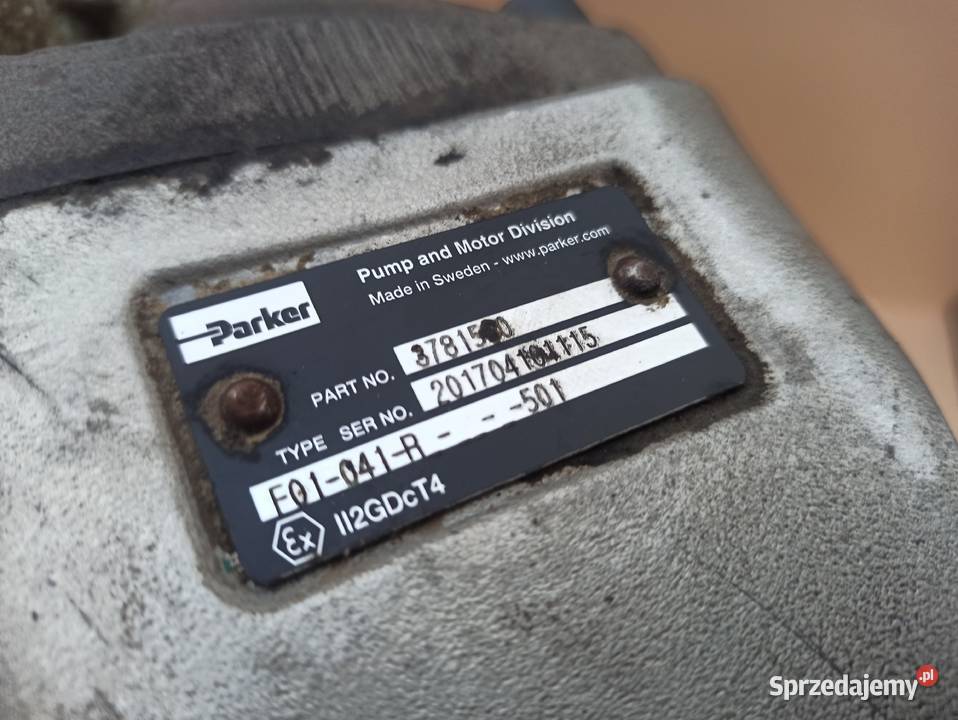 Parker
Pump and Motor Division
Made in Sweden - www.parker.com
PART NO.
SER NO.
TYPE F01-041-R - - -501
Ex II2GDcT4
Sprzedajemy.pl